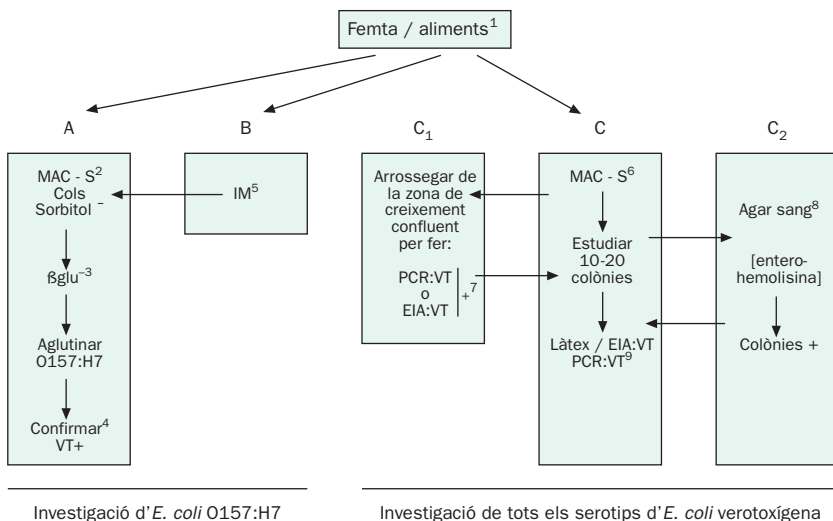 Femta / aliments¹
A
B
C₁
C
C₂
MAC - S²
Cols
Sorbitol ⁻
ßglu⁻³
Aglutinar
O157:H7
Confirmar⁴
VT+
IM⁵
Arrossegar de
la zona de
creixement
confluent
per fer:
PCR:VT
o
EIA:VT
+⁷
MAC - S⁶
Estudiar
10-20
colònies
Làtex / EIA:VT
PCR:VT⁹
Agar sang⁸
[entero-
hemolisina]
Colònies +
Investigació d'E. coli O157:H7
Investigació de tots els serotips d'E. coli verotoxígena